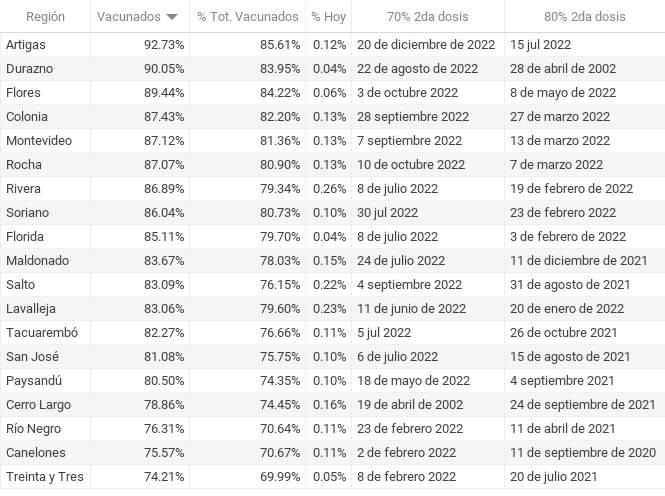 Región Vacunados % Tot. Vacunados % Hoy 70% 2da dosis 80% 2da dosis
Artigas 92.73% 85.61% 0.12% 20 de diciembre de 2022 15 jul 2022
Durazno 90.05% 83.95% 0.04% 22 de agosto de 2022 28 de abril de 2002
Flores 89.44% 84.22% 0.06% 3 de octubre 2022 8 de mayo de 2022
Colonia 87.43% 82.20% 0.13% 28 septiembre 2022 27 de marzo 2022
Montevideo 87.12% 81.36% 0.13% 7 septiembre 2022 13 de marzo 2022
Rocha 87.07% 80.90% 0.13% 10 de octubre 2022 7 de marzo 2022
Rivera 86.89% 79.34% 0.26% 8 de julio 2022 19 de febrero de 2022
Soriano 86.04% 80.73% 0.10% 30 jul 2022 23 de febrero 2022
Florida 85.11% 79.70% 0.04% 8 de julio 2022 3 de febrero de 2022
Maldonado 83.67% 78.03% 0.15% 24 de julio 2022 11 de diciembre de 2021
Salto 83.09% 76.15% 0.22% 4 septiembre 2022 31 de agosto de 2021
Lavalleja 83.06% 79.60% 0.23% 11 de junio de 2022 20 de enero de 2022
Tacuarembó 82.27% 76.66% 0.11% 5 jul 2022 26 de octubre 2021
San José 81.08% 75.75% 0.10% 6 de julio 2022 15 de agosto de 2021
Paysandú 80.50% 74.35% 0.10% 18 de mayo de 2022 4 septiembre 2021
Cerro Largo 78.86% 74.45% 0.16% 19 de abril de 2002 24 de septiembre de 2021
Río Negro 76.31% 70.64% 0.11% 23 de febrero 2022 11 de abril de 2021
Canelones 75.57% 70.67% 0.11% 2 de febrero 2022 11 de septiembre de 2020
Treinta y Tres 74.21% 69.99% 0.05% 8 de febrero 2022 20 de julio 2021